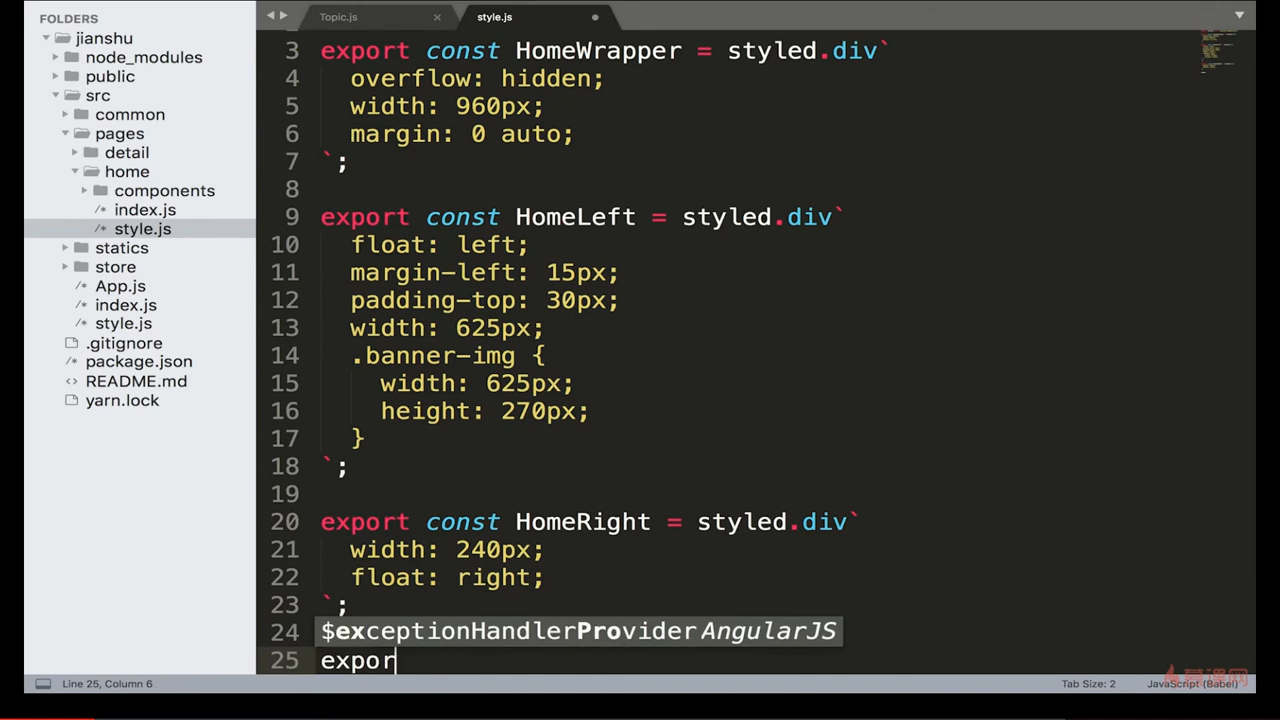 FOLDERS
jianshu
node_modules
public
src
common
pages
detail
home
components
/* index.js
/* style.js
statics
store
/* App.js
/* index.js
/* style.js
.gitignore
/* package.json
<> README.md
yarn.lock
Topic.js
style.js
3 export const HomeWrapper = styled.div`
4 overflow: hidden;
5 width: 960px;
6 margin: 0 auto;
7 `;
8
9 export const HomeLeft = styled.div`
10 float: left;
11 margin-left: 15px;
12 padding-top: 30px;
13 width: 625px;
14 .banner-img {
15 width: 625px;
16 height: 270px;
17 }
18 `;
19
20 export const HomeRight = styled.div`
21 width: 240px;
22 float: right;
23 `;
24 $exceptionHandlerProvider AngularJS
25 expor
Line 25, Column 6
Tab Size: 2
JavaScript (Babel)
慕课网